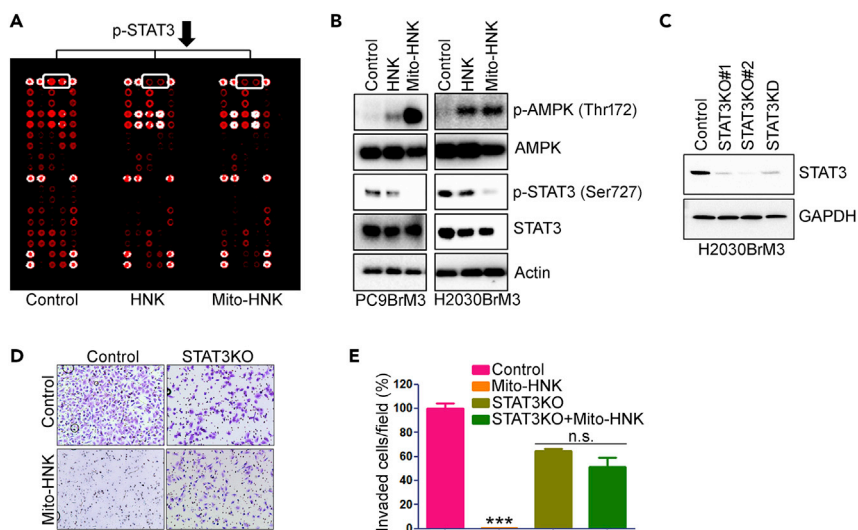 A
p-STAT3
Control
HNK
Mito-HNK
B
Control
HNK
Mito-HNK
Control
HNK
Mito-HNK
p-AMPK (Thr172)
AMPK
p-STAT3 (Ser727)
STAT3
Actin
PC9BrM3
H2030BrM3
C
Control
STAT3KO#1
STAT3KO#2
STAT3KD
STAT3
GAPDH
H2030BrM3
D
Control
STAT3KO
Control
Mito-HNK
E
Control
Mito-HNK
STAT3KO
STAT3KO+Mito-HNK
Invaded cells/field (%)
120
100
80
60
40
20
0
***
n.s.